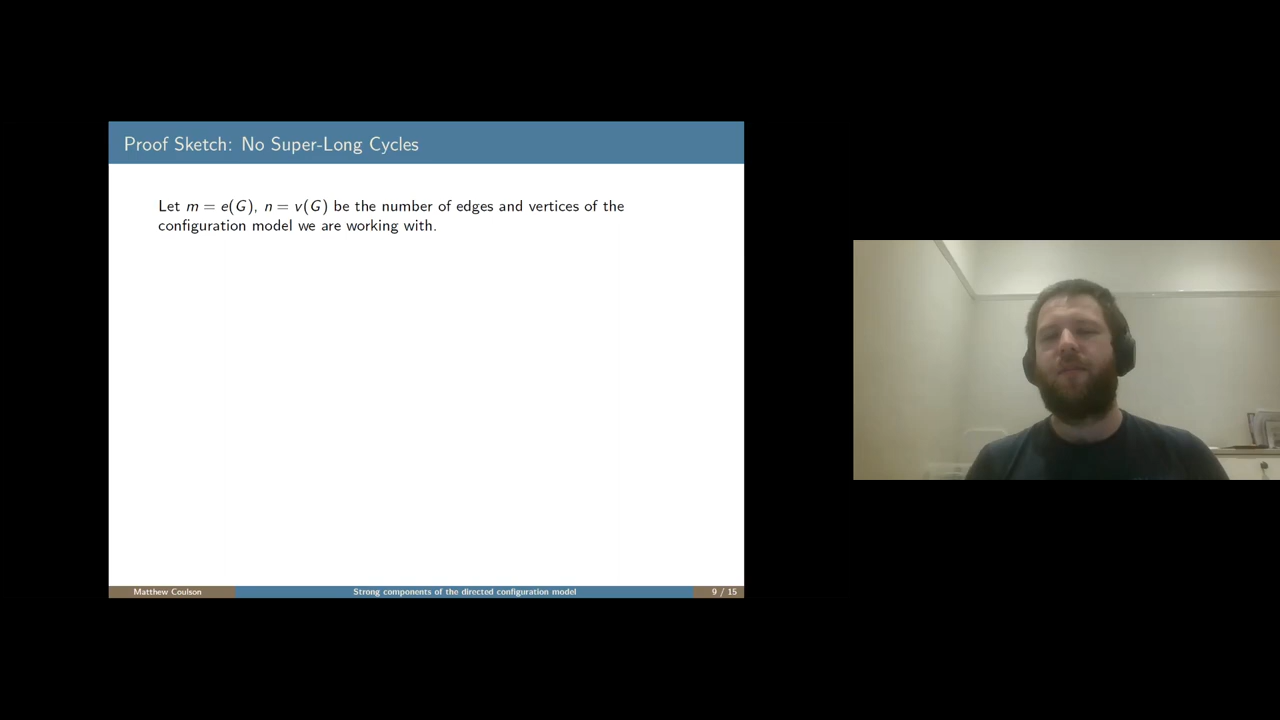 Proof Sketch: No Super-Long Cycles
Let m = e(G), n = v(G) be the number of edges and vertices of the
configuration model we are working with.
Matthew Coulson
Strong components of the directed configuration model
9 / 15